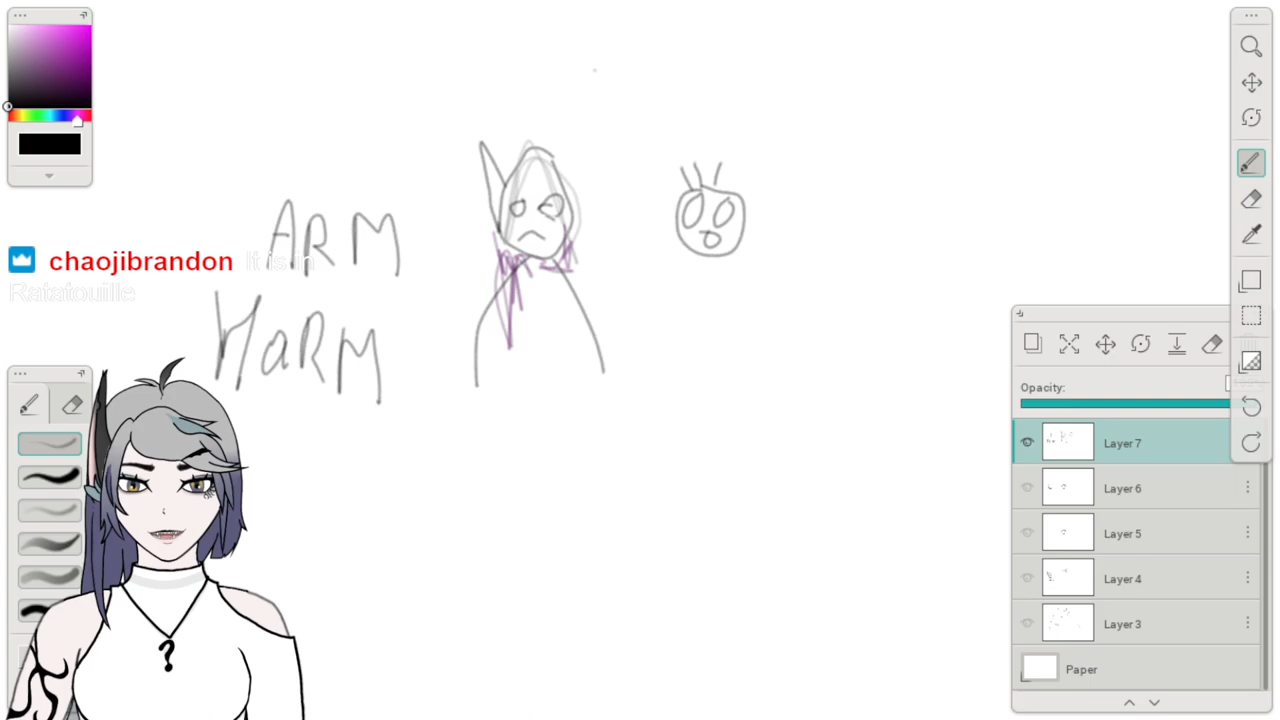 ARM
chaojibrandon It is in
Ratatouille
HaRM
?
Opacity:
Layer 7
Layer 6
Layer 5
Layer 4
Layer 3
Paper